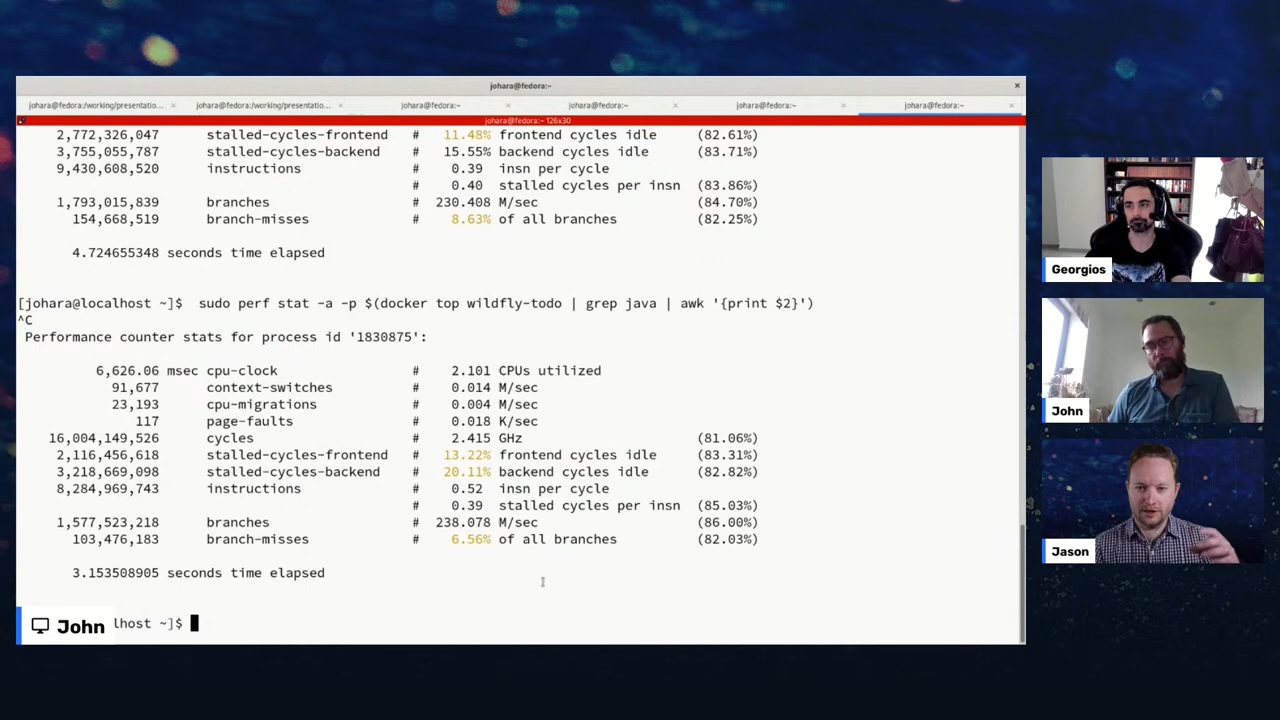 johara@fedora:~
johara@fedora:/working/presentatio... johara@fedora:/working/presentatio... johara@fedora:~ johara@fedora:~ johara@fedora:~ johara@fedora:~
johara@fedora:~ 126x30
2,772,326,047 stalled-cycles-frontend # 11.48% frontend cycles idle (82.61%)
3,755,055,787 stalled-cycles-backend # 15.55% backend cycles idle (83.71%)
9,430,608,520 instructions # 0.39 insn per cycle
# 0.40 stalled cycles per insn (83.86%)
1,793,015,839 branches # 230.408 M/sec (84.70%)
154,668,519 branch-misses # 8.63% of all branches (82.25%)
4.724655348 seconds time elapsed
[johara@localhost ~]$ sudo perf stat -a -p $(docker top wildfly-todo | grep java | awk '{print $2}')
^C
Performance counter stats for process id '1830875':
6,626.06 msec cpu-clock # 2.101 CPUs utilized
91,677 context-switches # 0.014 M/sec
23,193 cpu-migrations # 0.004 M/sec
117 page-faults # 0.018 K/sec
16,004,149,526 cycles # 2.415 GHz (81.06%)
2,116,456,618 stalled-cycles-frontend # 13.22% frontend cycles idle (83.31%)
3,218,669,098 stalled-cycles-backend # 20.11% backend cycles idle (82.82%)
8,284,969,743 instructions # 0.52 insn per cycle
# 0.39 stalled cycles per insn (85.03%)
1,577,523,218 branches # 238.078 M/sec (86.00%)
103,476,183 branch-misses # 6.56% of all branches (82.03%)
3.153508905 seconds time elapsed
lhost ~]$
John
Georgios
John
Jason